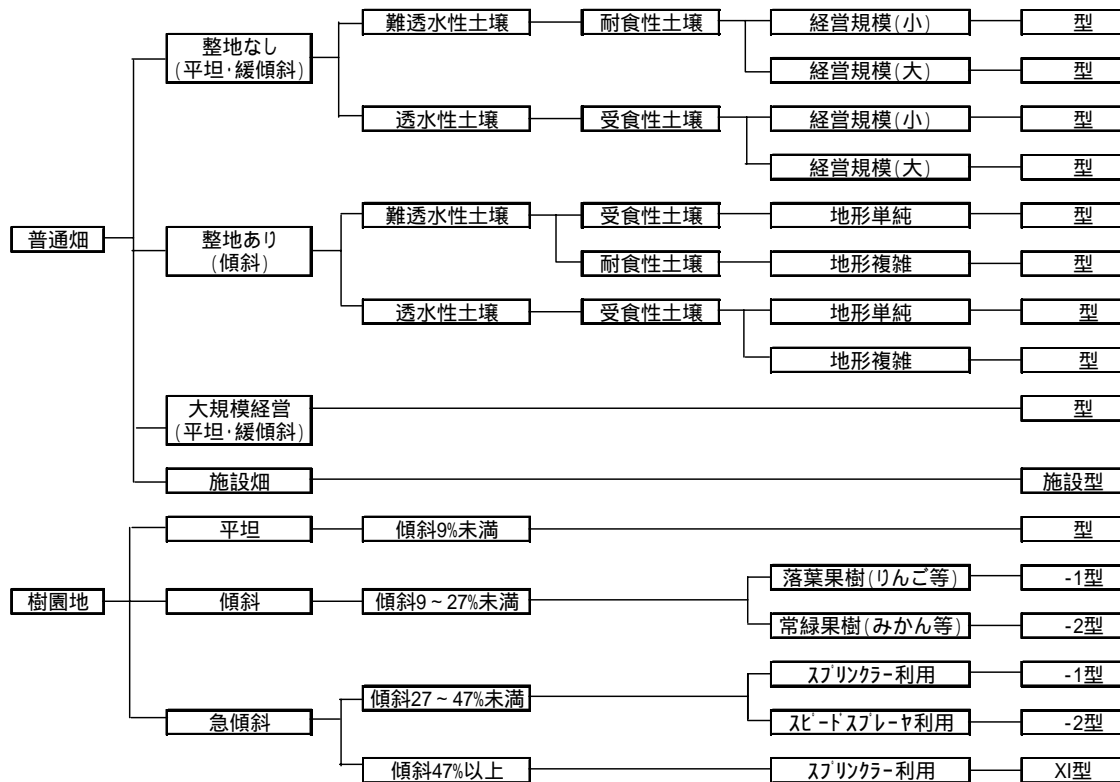 難透水性土壌 耐食性土壌 経営規模(小) 型
整地なし
(平坦・緩傾斜)
経営規模(大) 型
透水性土壌 受食性土壌 経営規模(小) 型
経営規模(大) 型
難透水性土壌 受食性土壌 地形単純 型
普通畑
整地あり
(傾斜)
耐食性土壌 地形複雑 型
透水性土壌 受食性土壌 地形単純 型
地形複雑 型
大規模経営
(平坦・緩傾斜)
型
施設畑 施設型
平坦 傾斜9%未満 型
落葉果樹(りんご等) -1型
樹園地 傾斜 傾斜9~27%未満
常緑果樹(みかん等) -2型
スプリンクラー利用 -1型
傾斜27~47%未満
急傾斜
スピードスプレーヤ利用 -2型
傾斜47%以上 スプリンクラー利用 XI型